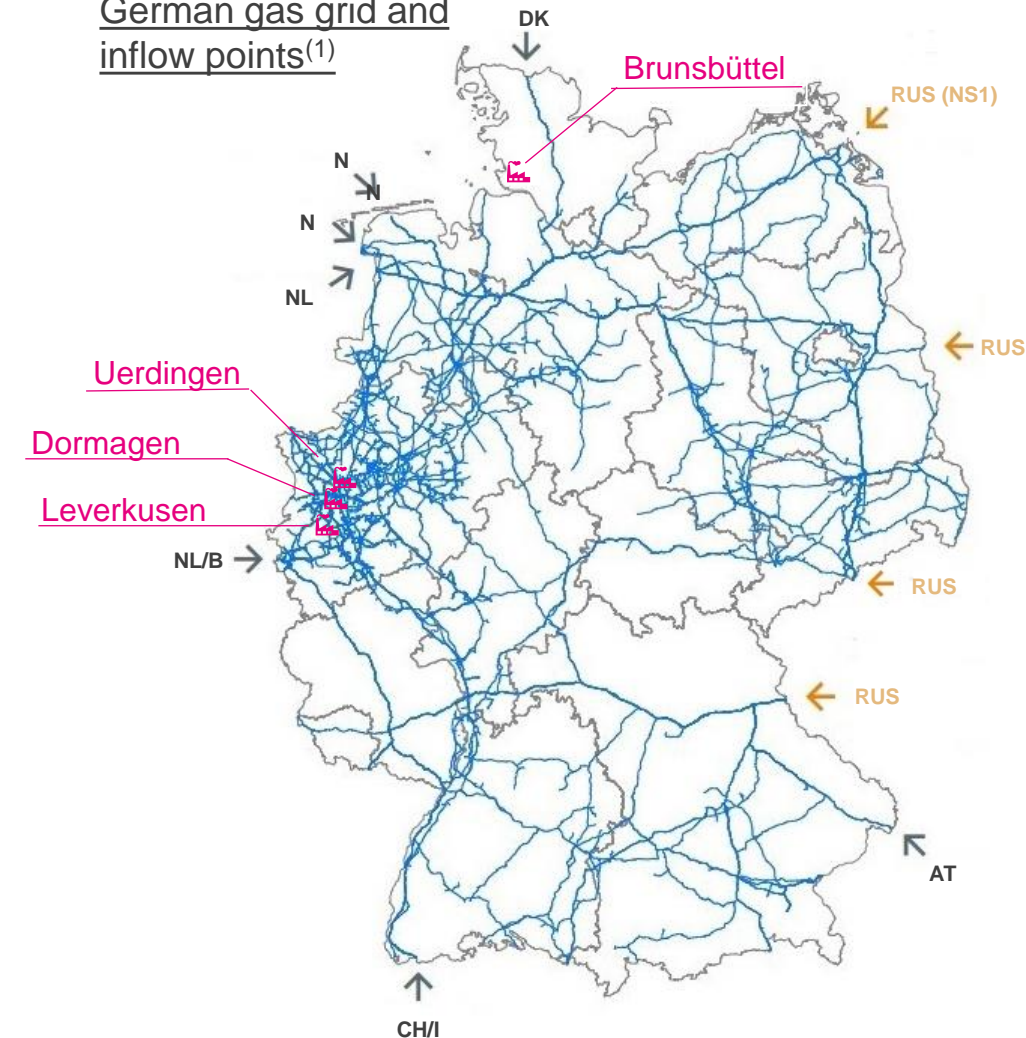 German gas grid and
inflow points(1)
DK
Brunsbüttel
RUS (NS1)
N
N
N
NL
RUS
Uerdingen
Dormagen
Leverkusen
NL/B
RUS
RUS
AT
CH/I